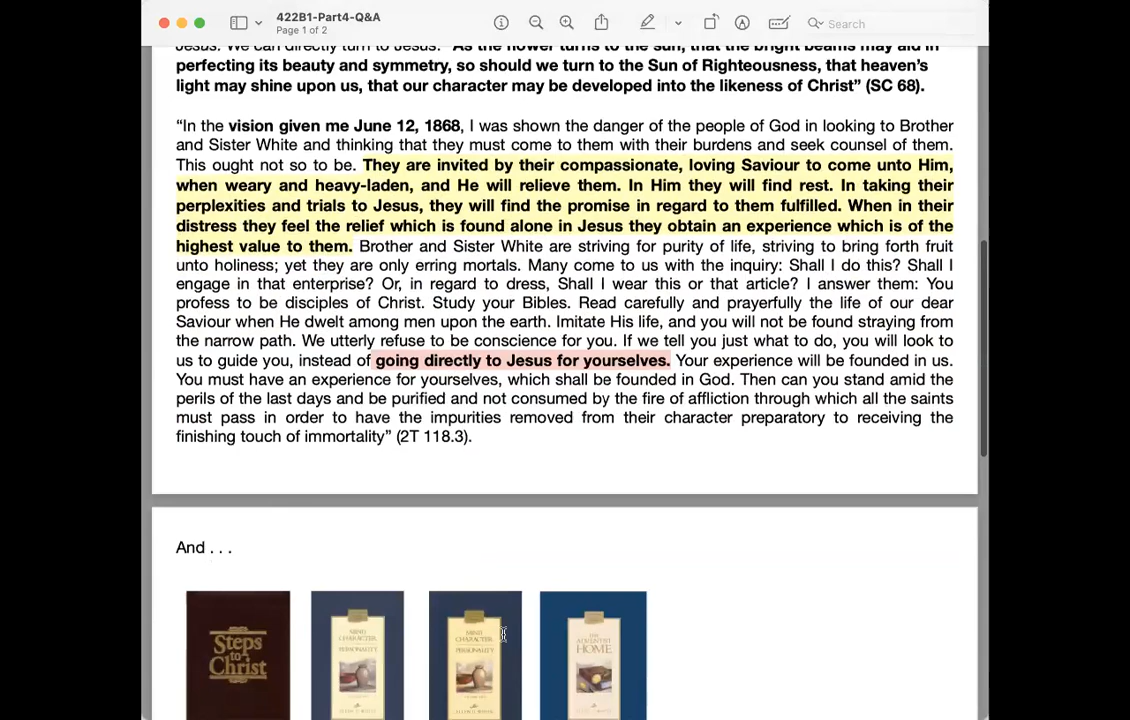 422B1-Part4-Q&A
Page 1 of 2
Search
Jesus. We can directly turn to Jesus. "As the flower turns to the sun, that the bright beams may aid in
perfecting its beauty and symmetry, so should we turn to the Sun of Righteousness, that heaven's
light may shine upon us, that our character may be developed into the likeness of Christ" (SC 68).
"In the vision given me June 12, 1868, I was shown the danger of the people of God in looking to Brother
and Sister White and thinking that they must come to them with their burdens and seek counsel of them.
This ought not so to be. They are invited by their compassionate, loving Saviour to come unto Him,
when weary and heavy-laden, and He will relieve them. In Him they will find rest. In taking their
perplexities and trials to Jesus, they will find the promise in regard to them fulfilled. When in their
distress they feel the relief which is found alone in Jesus they obtain an experience which is of the
highest value to them. Brother and Sister White are striving for purity of life, striving to bring forth fruit
unto holiness; yet they are only erring mortals. Many come to us with the inquiry: Shall I do this? Shall I
engage in that enterprise? Or, in regard to dress, Shall I wear this or that article? I answer them: You
profess to be disciples of Christ. Study your Bibles. Read carefully and prayerfully the life of our dear
Saviour when He dwelt among men upon the earth. Imitate His life, and you will not be found straying from
the narrow path. We utterly refuse to be conscience for you. If we tell you just what to do, you will look to
us to guide you, instead of going directly to Jesus for yourselves. Your experience will be founded in us.
You must have an experience for yourselves, which shall be founded in God. Then can you stand amid the
perils of the last days and be purified and not consumed by the fire of affliction through which all the saints
must pass in order to have the impurities removed from their character preparatory to receiving the
finishing touch of immortality" (2T 118.3).
And . . .
Steps
to
Christ
MIND
CHARACTER
PERSONALITY
MIND
CHARACTER
PERSONALITY
THE
ADVENTIST
HOME